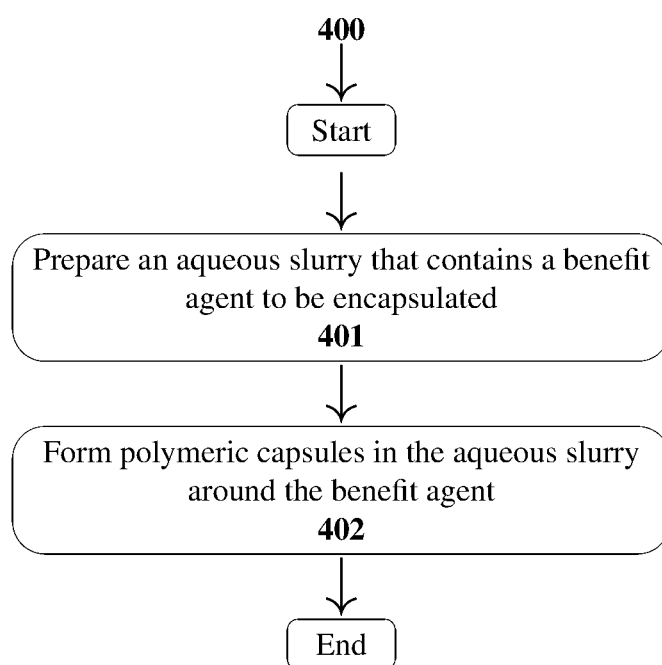 400
Start
Prepare an aqueous slurry that contains a benefit
agent to be encapsulated
401
Form polymeric capsules in the aqueous slurry
around the benefit agent
402
End